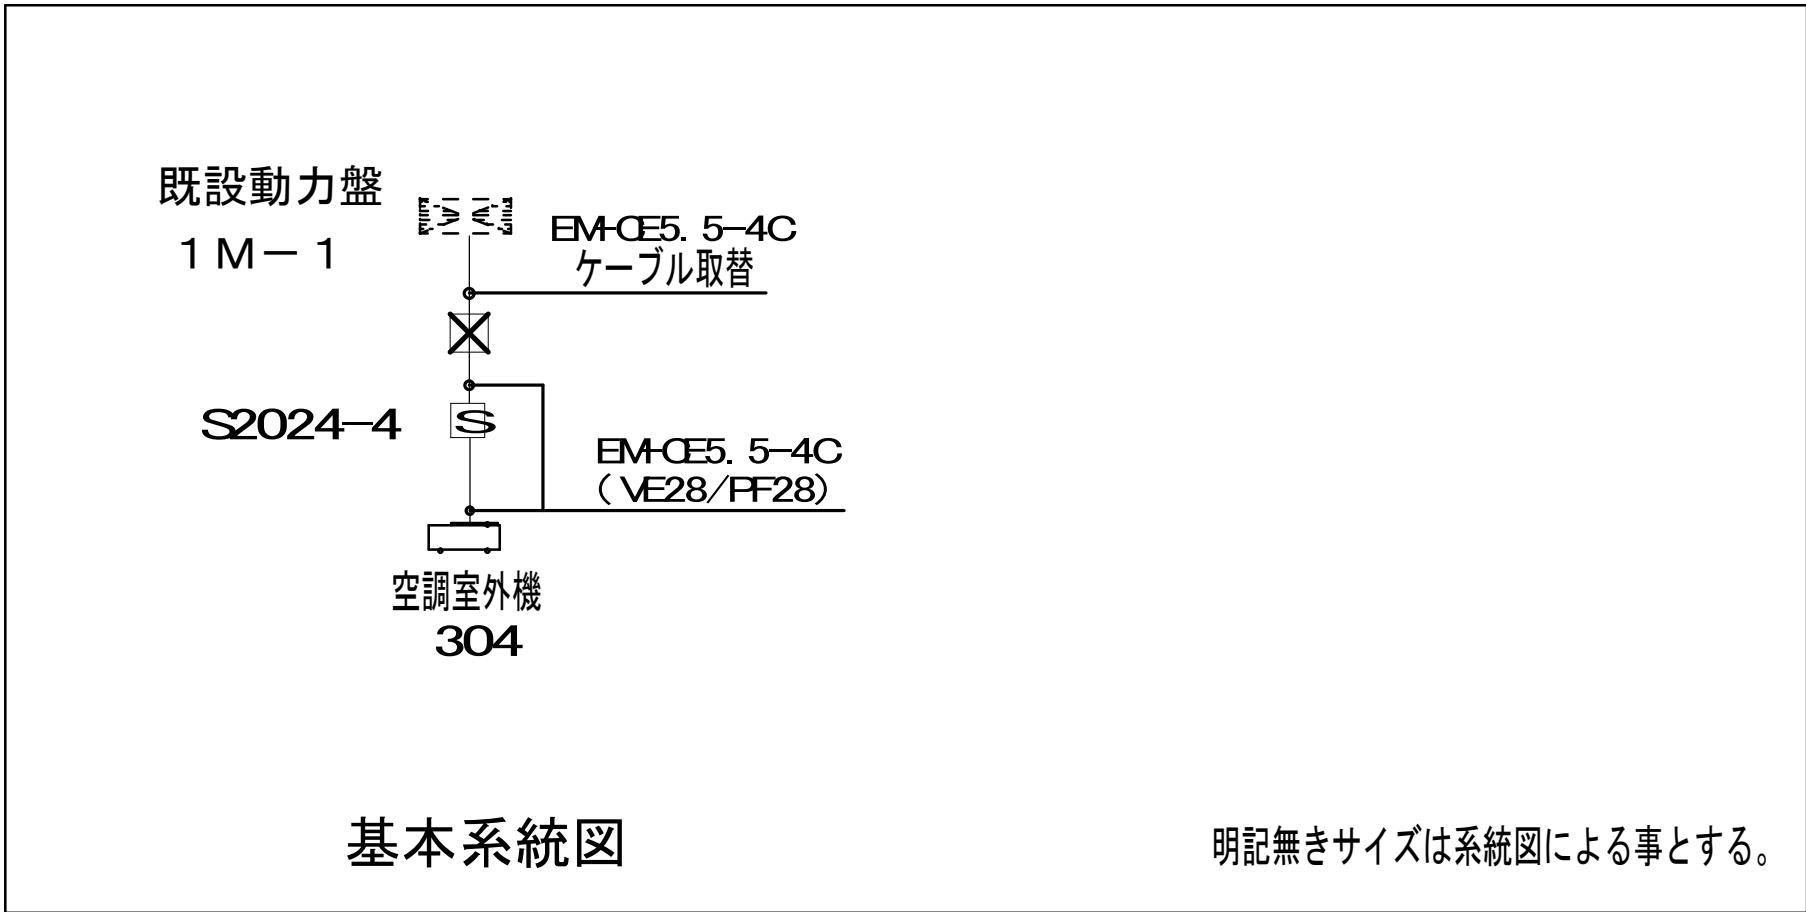 既設動力盤
１Ｍ－１
EM-CE5.5-4C
ケーブル取替
S2024-4
S
EM-CE5.5-4C
(VE28/PF28)
空調室外機
304
基本系統図
明記無きサイズは系統図による事とする。